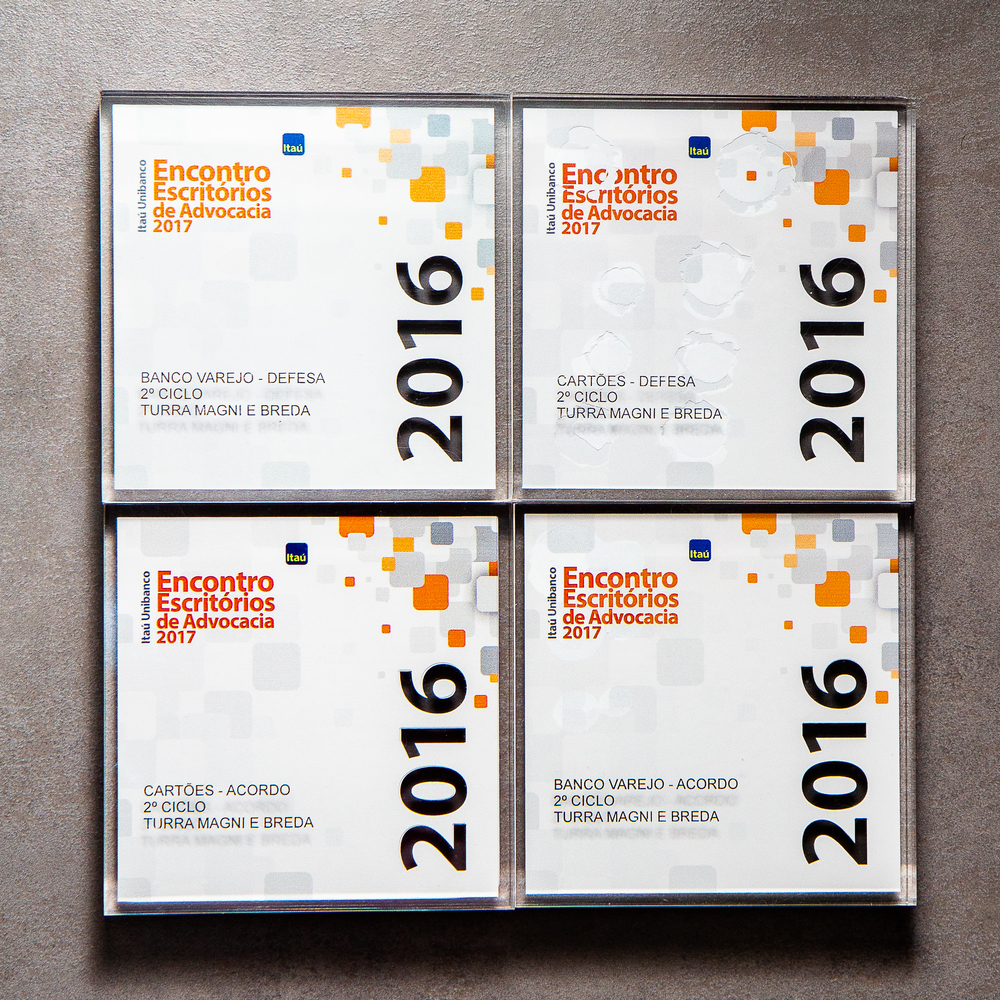 Itaú
Itaú Unibanco
Encontro
Escritórios
de Advocacia
2017
2016
BANCO VAREJO - DEFESA
2º CICLO
TURRA MAGNI E BREDA
Itaú
Itaú Unibanco
Encontro
Escritórios
de Advocacia
2017
2016
CARTÕES - DEFESA
2º CICLO
TURRA MAGNI E BREDA
Itaú
Itaú Unibanco
Encontro
Escritórios
de Advocacia
2017
2016
CARTÕES - ACORDO
2º CICLO
TURRA MAGNI E BREDA
Itaú
Itaú Unibanco
Encontro
Escritórios
de Advocacia
2017
2016
BANCO VAREJO - ACORDO
2º CICLO
TURRA MAGNI E BREDA